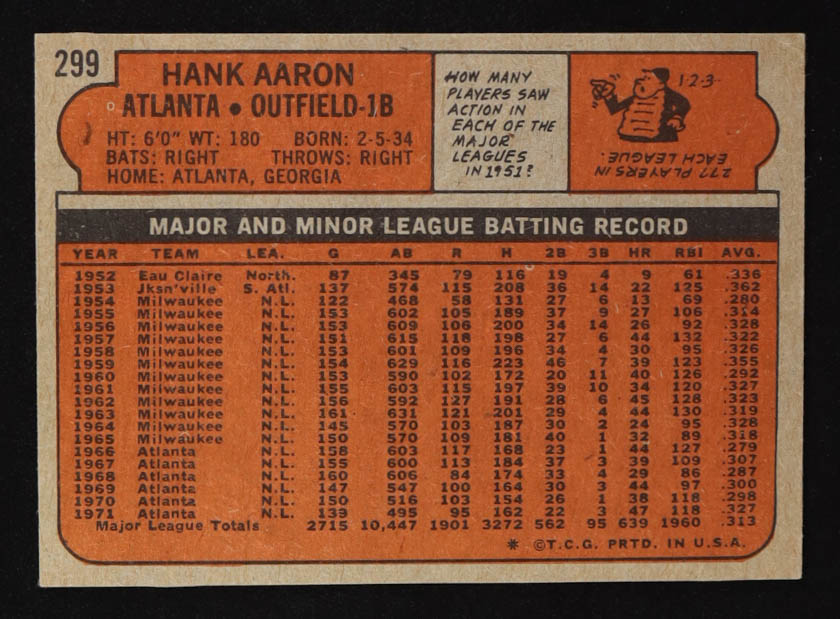 299
HANK AARON
ATLANTA • OUTFIELD-1B
HT: 6'0" WT: 180 BORN: 2-5-34
BATS: RIGHT THROWS: RIGHT
HOME: ATLANTA, GEORGIA
HOW MANY
PLAYERS SAW
ACTION IN
EACH OF THE
MAJOR
LEAGUES
IN 1951?
1-2-3-
277 PLAYERS IN
EACH LEAGUE.
MAJOR AND MINOR LEAGUE BATTING RECORD
YEAR TEAM LEA. G AB R H 2B 3B HR RBI AVG.
1952 Eau Claire North. 87 345 79 116 19 4 9 61 .336
1953 Jksn'ville S. Atl. 137 574 115 208 36 14 22 125 .362
1954 Milwaukee N.L. 122 468 58 131 27 6 13 69 .280
1955 Milwaukee N.L. 153 602 105 189 37 9 27 106 .314
1956 Milwaukee N.L. 153 609 106 200 34 14 26 92 .328
1957 Milwaukee N.L. 151 615 118 198 27 6 44 132 .322
1958 Milwaukee N.L. 153 601 109 196 34 4 30 95 .326
1959 Milwaukee N.L. 154 629 116 223 46 7 39 123 .355
1960 Milwaukee N.L. 153 590 102 172 20 11 40 126 .292
1961 Milwaukee N.L. 155 603 115 197 39 10 34 120 .327
1962 Milwaukee N.L. 156 592 127 191 28 6 45 128 .323
1963 Milwaukee N.L. 161 631 121 201 29 4 44 130 .319
1964 Milwaukee N.L. 145 570 103 187 30 2 24 95 .328
1965 Milwaukee N.L. 150 570 109 181 40 1 32 89 .318
1966 Atlanta N.L. 158 603 117 168 23 1 44 127 .279
1967 Atlanta N.L. 155 600 113 184 37 3 39 109 .307
1968 Atlanta N.L. 160 606 84 174 33 4 29 86 .287
1969 Atlanta N.L. 147 547 100 164 30 3 44 97 .300
1970 Atlanta N.L. 150 516 103 154 26 1 38 118 .298
1971 Atlanta N.L. 139 495 95 162 22 3 47 118 .327
Major League Totals 2715 10,447 1901 3272 562 95 639 1960 .313
* ©T.C.G. PRTD. IN U.S.A.